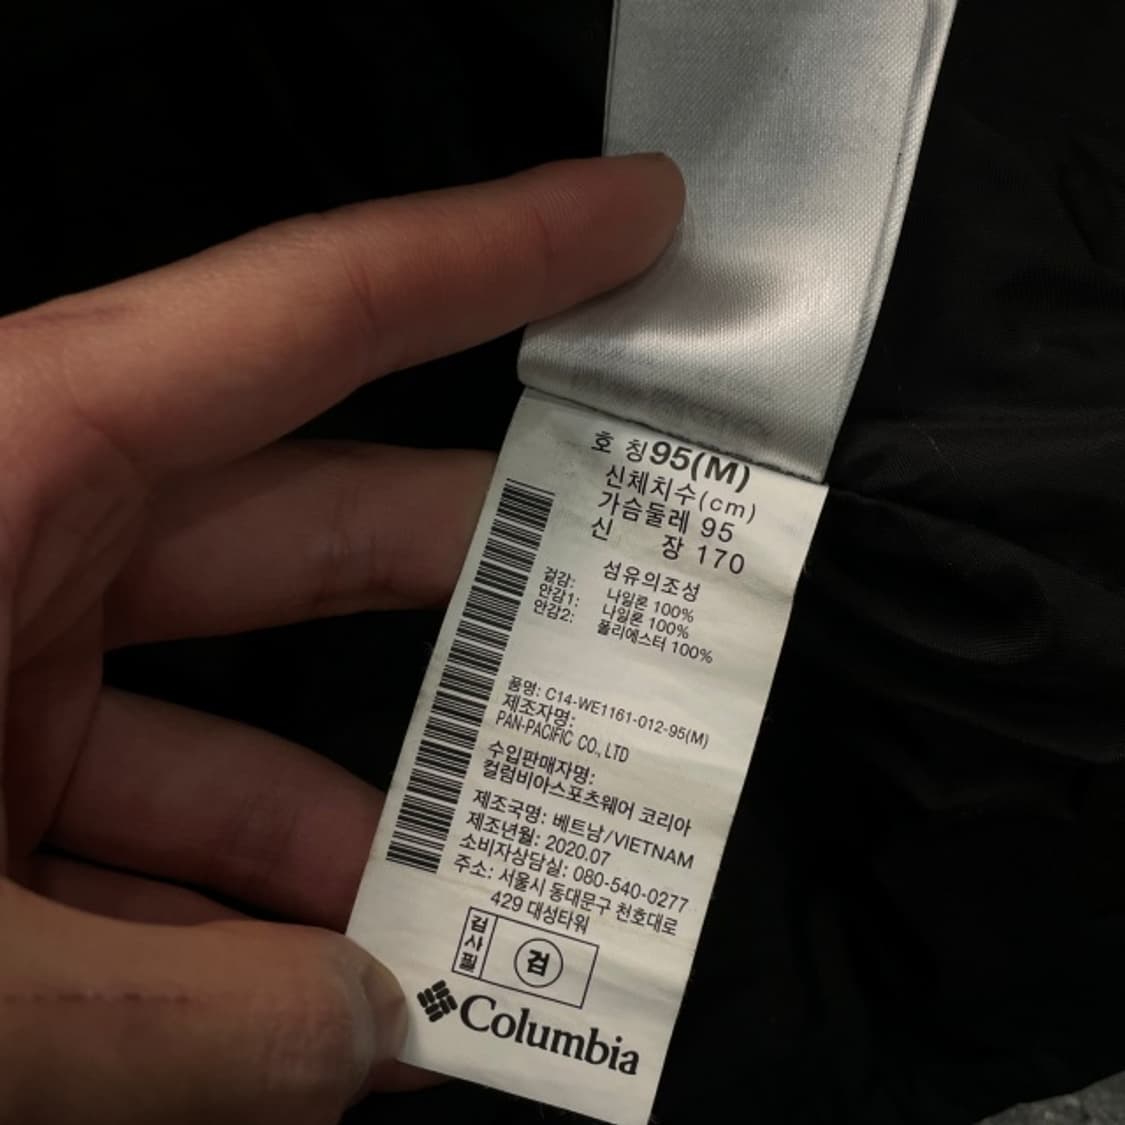 호 칭 95(M)
신체치수(cm)
가슴둘레 95
신 장 170
섬유의조성
겉감: 나일론 100%
안감1: 나일론 100%
안감2: 폴리에스터 100%
품명: C14-WE1161-012-95(M)
제조자명:
PAN-PACIFIC CO., LTD
수입판매자명:
컬럼비아스포츠웨어 코리아
제조국명: 베트남/VIETNAM
제조년월: 2020.07
소비자상담실: 080-540-0277
주소: 서울시 동대문구 천호대로
429 대성타워
검사필 검
Columbia